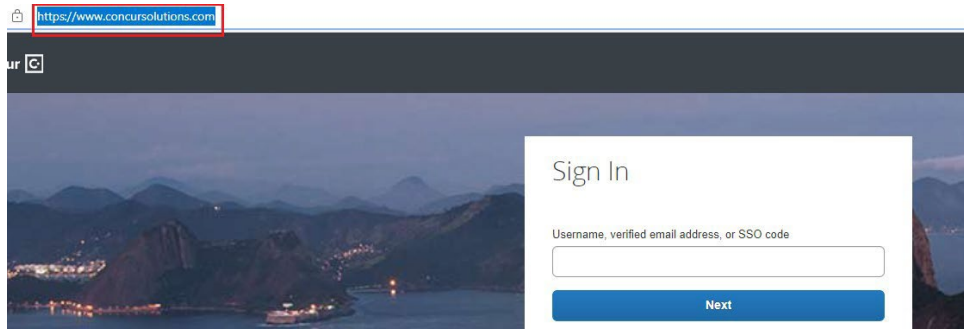 https://www.concursolutions.com
ur C
Sign In
Username, verified email address, or SSO code
Next